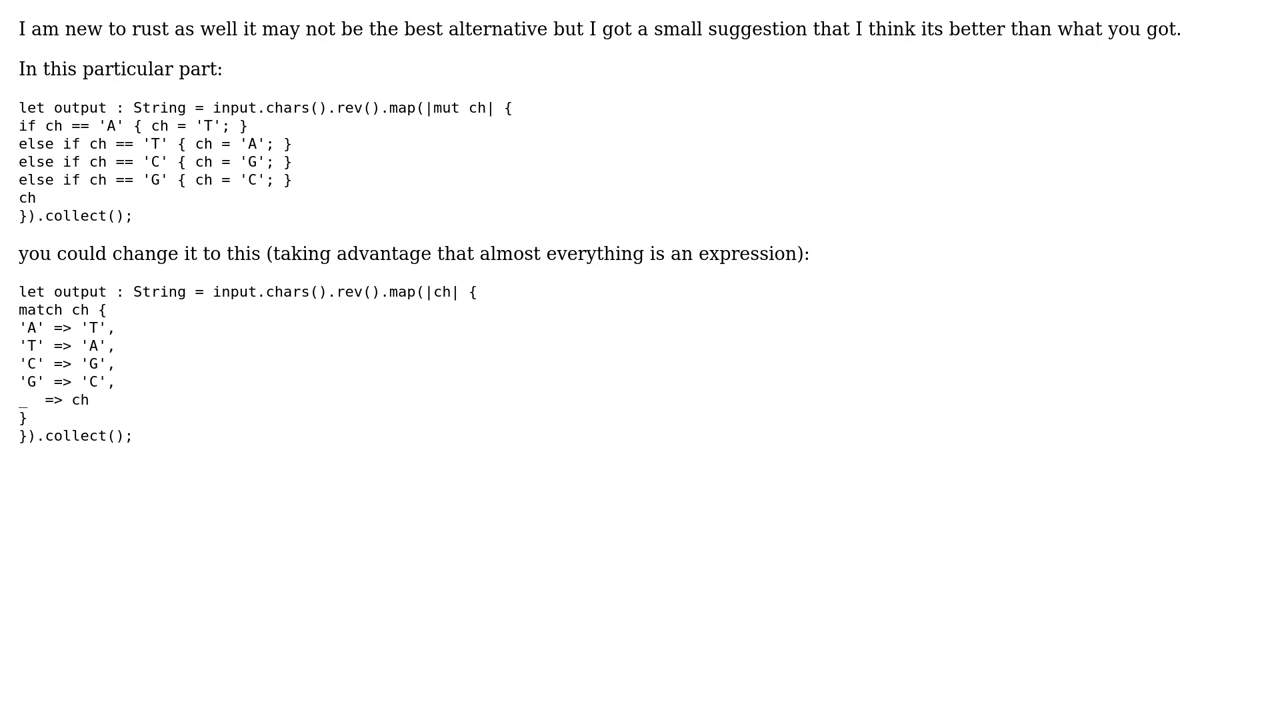 I am new to rust as well it may not be the best alternative but I got a small suggestion that I think its better than what you got.
In this particular part:
let output : String = input.chars().rev().map(|mut ch| {
if ch == 'A' { ch = 'T'; }
else if ch == 'T' { ch = 'A'; }
else if ch == 'C' { ch = 'G'; }
else if ch == 'G' { ch = 'C'; }
ch
}).collect();
you could change it to this (taking advantage that almost everything is an expression):
let output : String = input.chars().rev().map(|ch| {
match ch {
'A' => 'T',
'T' => 'A',
'C' => 'G',
'G' => 'C',
_  => ch
}
}).collect();